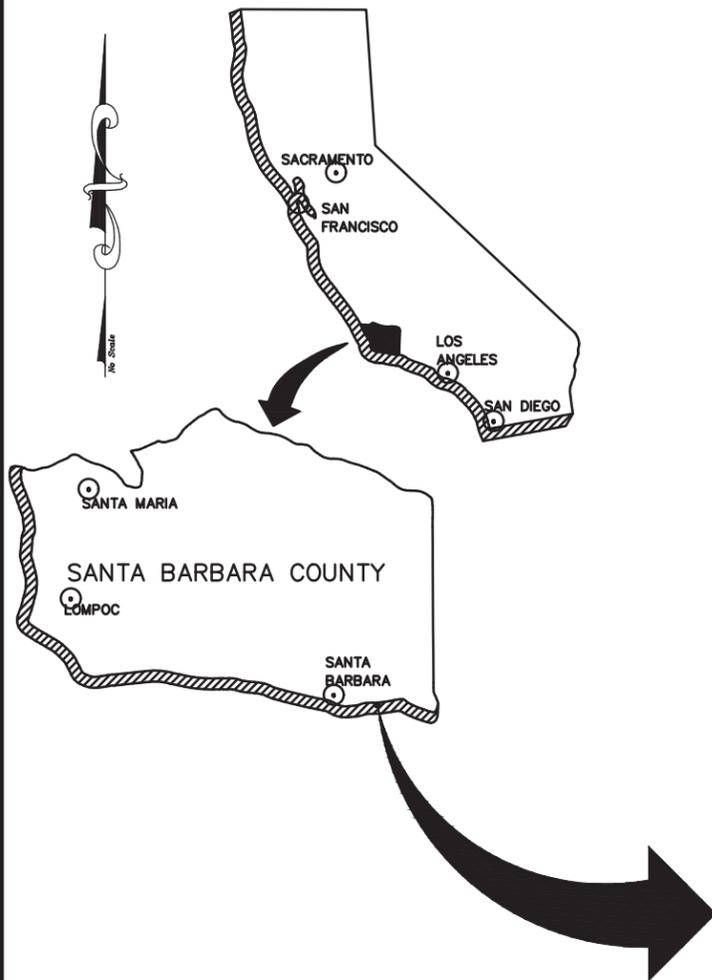 SACRAMENTO
SAN
FRANCISCO
No Scale
LOS
ANGELES
SAN DIEGO
SANTA MARIA
SANTA BARBARA COUNTY
LOMPOC
SANTA
BARBARA